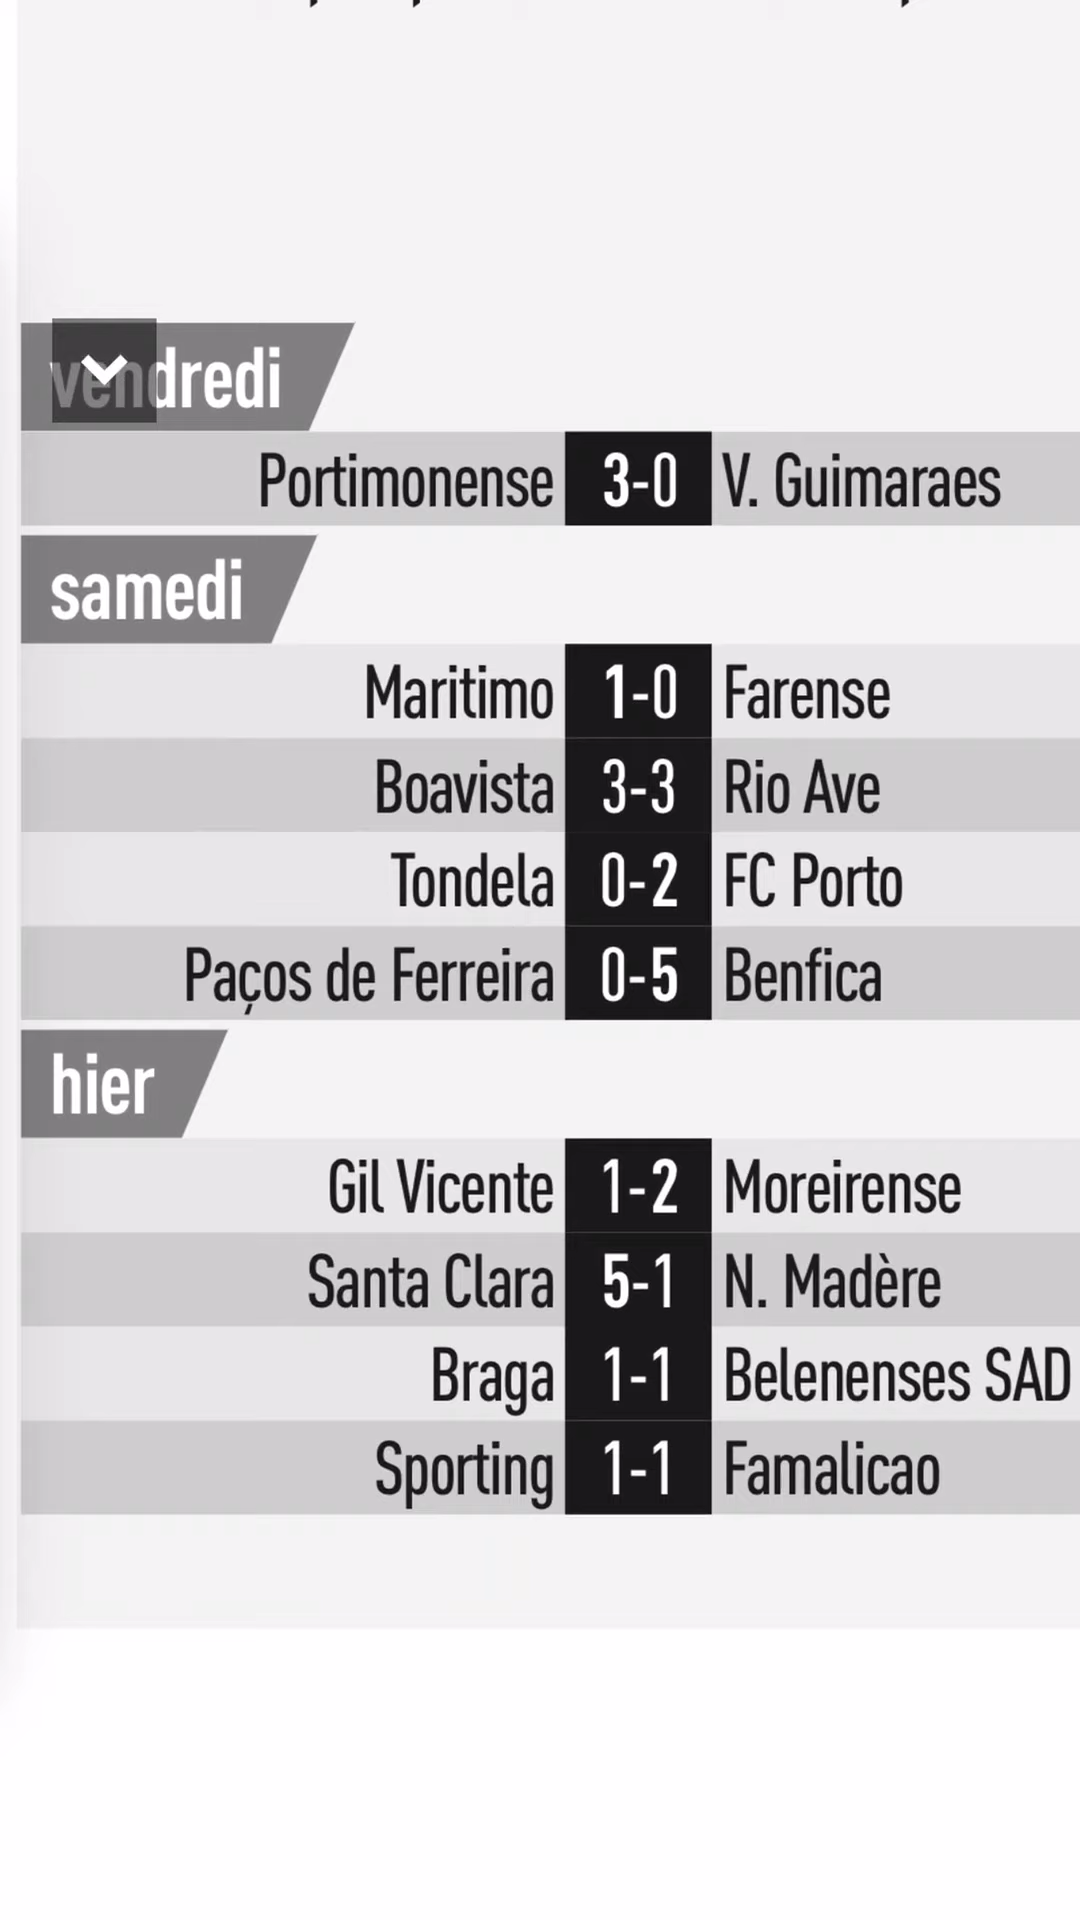 vendredi
Portimonense 3-0 V. Guimaraes
samedi
Maritimo 1-0 Farense
Boavista 3-3 Rio Ave
Tondela 0-2 FC Porto
Paços de Ferreira 0-5 Benfica
hier
Gil Vicente 1-2 Moreirense
Santa Clara 5-1 N. Madère
Braga 1-1 Belenenses SAD
Sporting 1-1 Famalicao